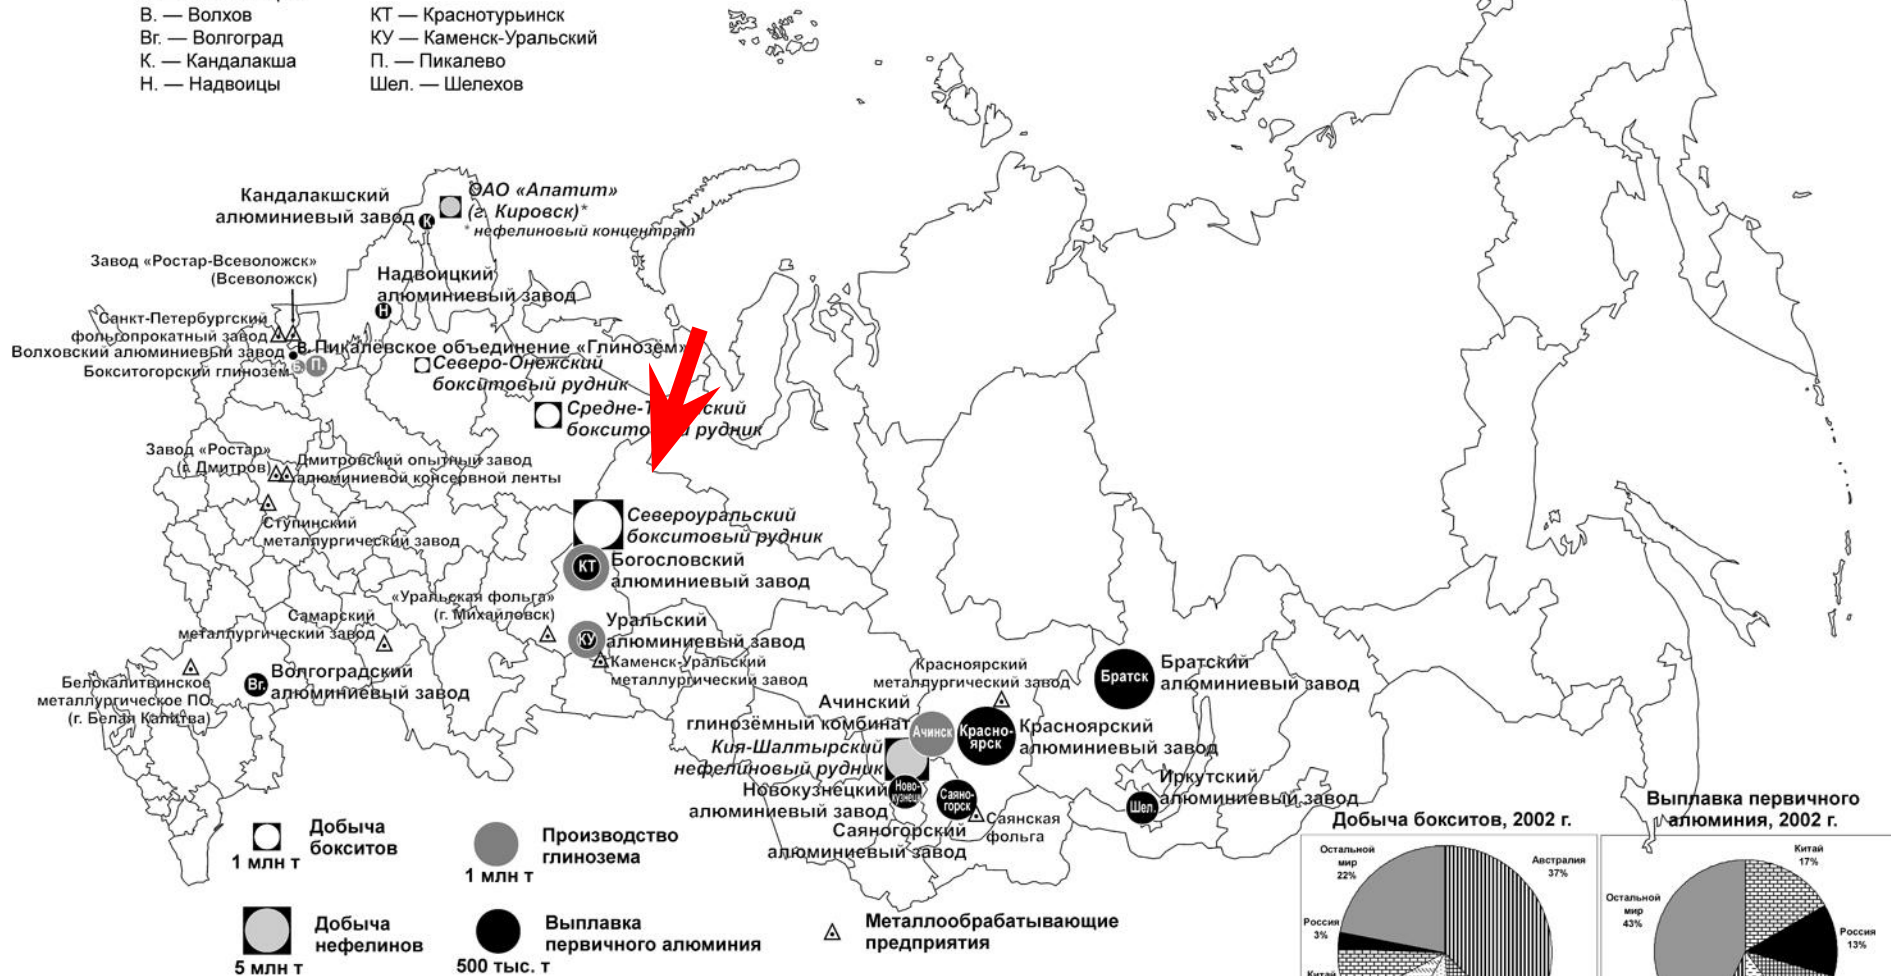 В. — Волхов
Вг. — Волгоград
К. — Кандалакша
Н. — Надвоицы
КТ — Краснотурьинск
КУ — Каменск-Уральский
П. — Пикалево
Шел. — Шелехов
Кандалакшский
алюминиевый завод
К
ОАО «Апатит»
(г. Кировск)*
* нефелиновый концентрат
Завод «Ростар-Всеволожск»
(Всеволожск)
Надвоицкий
алюминиевый завод
Н
Санкт-Петербургский
фольгопрокатный завод
Волховский алюминиевый завод
В.
Пикалёвское объединение «Глинозём»
Бокситогорский глинозём
Б.
П.
Северо-Онежский
бокситовый рудник
Средне-
ский
бокситовый рудник
Завод «Ростар»
(г. Дмитров)
Дмитровский опытный завод
алюминиевой консервной ленты
Ступинский
металлургический завод
Североуральский
бокситовый рудник
КТ
Богословский
алюминиевый завод
«Уральская фольга»
(г. Михайловск)
Самарский
металлургический завод
КУ
Уральский
алюминиевый завод
Каменск-Уральский
металлургический завод
Белокалитвинское
металлургическое ПО
(г. Белая Калитва)
Вг.
Волгоградский
алюминиевый завод
Красноярский
металлургический завод
Братск
Братский
алюминиевый завод
Ачинский
глинозёмный комбинат
Ачинск
Красно-
ярск
Красноярский
алюминиевый завод
Кия-Шалтырский
нефелиновый рудник
Новокузнецкий
алюминиевый завод
Ново-
кузнецк
Саяно-
горск
Саяногорский
алюминиевый завод
Саянская
фольга
Шел.
Иркутский
алюминиевый завод
Добыча
бокситов
1 млн т
Производство
глинозема
1 млн т
Добыча
нефелинов
5 млн т
Выплавка
первичного алюминия
500 тыс. т
Металлообрабатывающие
предприятия
Добыча бокситов, 2002 г.
Остальной
мир
22%
Австралия
37%
Россия
3%
Китай
Выплавка первичного
алюминия, 2002 г.
Китай
17%
Остальной
мир
43%
Россия
13%